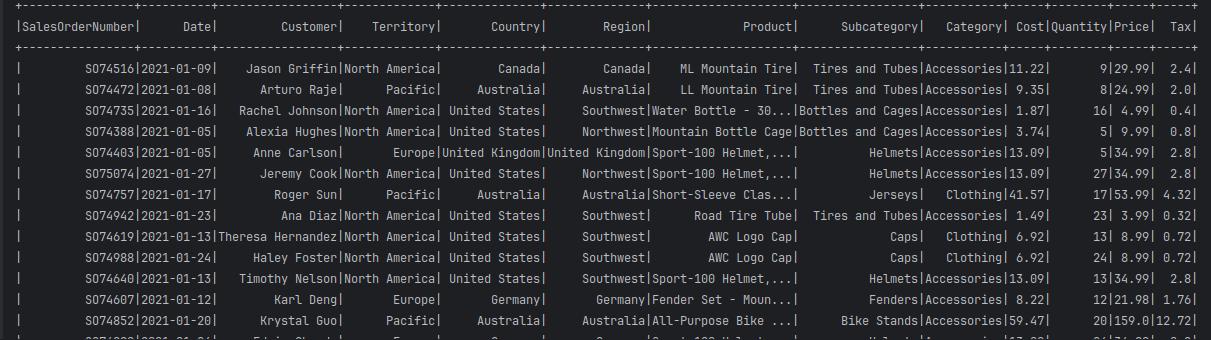 +----------------+----------+-----------------+-------------+--------------+--------------+--------------------+-----------------+-----------+-----+--------+-----+-----+
|SalesOrderNumber|      Date|         Customer|    Territory|       Country|        Region|             Product|      Subcategory|   Category| Cost|Quantity|Price|  Tax|
+----------------+----------+-----------------+-------------+--------------+--------------+--------------------+-----------------+-----------+-----+--------+-----+-----+
|         SO74516|2021-01-09|    Jason Griffin|North America|        Canada|        Canada|    ML Mountain Tire|  Tires and Tubes|Accessories|11.22|       9|29.99|  2.4|
|         SO74472|2021-01-08|      Arturo Raje|      Pacific|     Australia|     Australia|    LL Mountain Tire|  Tires and Tubes|Accessories| 9.35|       8|24.99|  2.0|
|         SO74735|2021-01-16|   Rachel Johnson|North America| United States|     Southwest|Water Bottle - 30...|Bottles and Cages|Accessories| 1.87|      16| 4.99|  0.4|
|         SO74388|2021-01-05|    Alexia Hughes|North America| United States|     Northwest|Mountain Bottle Cage|Bottles and Cages|Accessories| 3.74|       5| 9.99|  0.8|
|         SO74403|2021-01-05|     Anne Carlson|       Europe|United Kingdom|United Kingdom|Sport-100 Helmet,...|          Helmets|Accessories|13.09|       5|34.99|  2.8|
|         SO75074|2021-01-27|      Jeremy Cook|North America| United States|     Northwest|Sport-100 Helmet,...|          Helmets|Accessories|13.09|      27|34.99|  2.8|
|         SO74757|2021-01-17|        Roger Sun|      Pacific|     Australia|     Australia|Short-Sleeve Clas...|          Jerseys|   Clothing|41.57|      17|53.99| 4.32|
|         SO74942|2021-01-23|         Ana Diaz|North America| United States|     Southwest|      Road Tire Tube|  Tires and Tubes|Accessories| 1.49|      23| 3.99| 0.32|
|         SO74619|2021-01-13|Theresa Hernandez|North America| United States|     Southwest|        AWC Logo Cap|             Caps|   Clothing| 6.92|      13| 8.99| 0.72|
|         SO74988|2021-01-24|     Haley Foster|North America| United States|     Southwest|        AWC Logo Cap|             Caps|   Clothing| 6.92|      24| 8.99| 0.72|
|         SO74640|2021-01-13|   Timothy Nelson|North America| United States|     Southwest|Sport-100 Helmet,...|          Helmets|Accessories|13.09|      13|34.99|  2.8|
|         SO74607|2021-01-12|        Karl Deng|       Europe|       Germany|       Germany|Fender Set - Moun...|          Fenders|Accessories| 8.22|      12|21.98| 1.76|
|         SO74852|2021-01-20|      Krystal Guo|      Pacific|     Australia|     Australia|All-Purpose Bike ...|      Bike Stands|Accessories|59.47|      20|159.0|12.72|